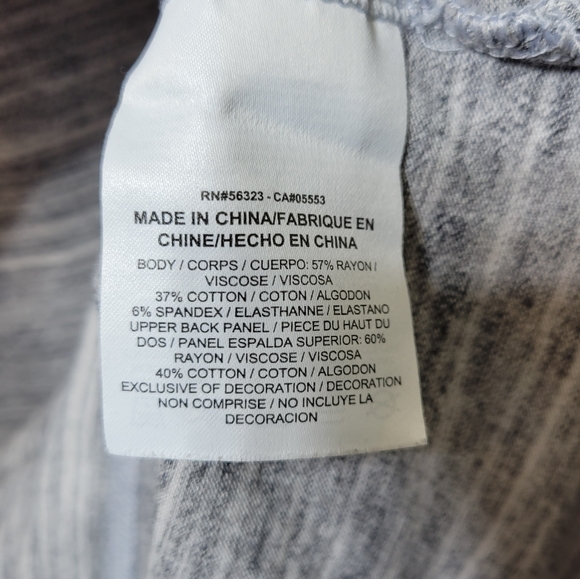 RN#56323 - CA#05553
MADE IN CHINA/FABRIQUE EN
CHINE/HECHO EN CHINA
BODY / CORPS / CUERPO: 57% RAYON /
VISCOSE / VISCOSA
37% COTTON / COTON / ALGODON
6% SPANDEX / ELASTHANNE / ELASTANO
UPPER BACK PANEL / PIECE DU HAUT DU
DOS / PANEL ESPALDA SUPERIOR: 60%
RAYON / VISCOSE / VISCOSA
40% COTTON / COTON / ALGODON
EXCLUSIVE OF DECORATION / DECORATION
NON COMPRISE / NO INCLUYE LA
DECORACION